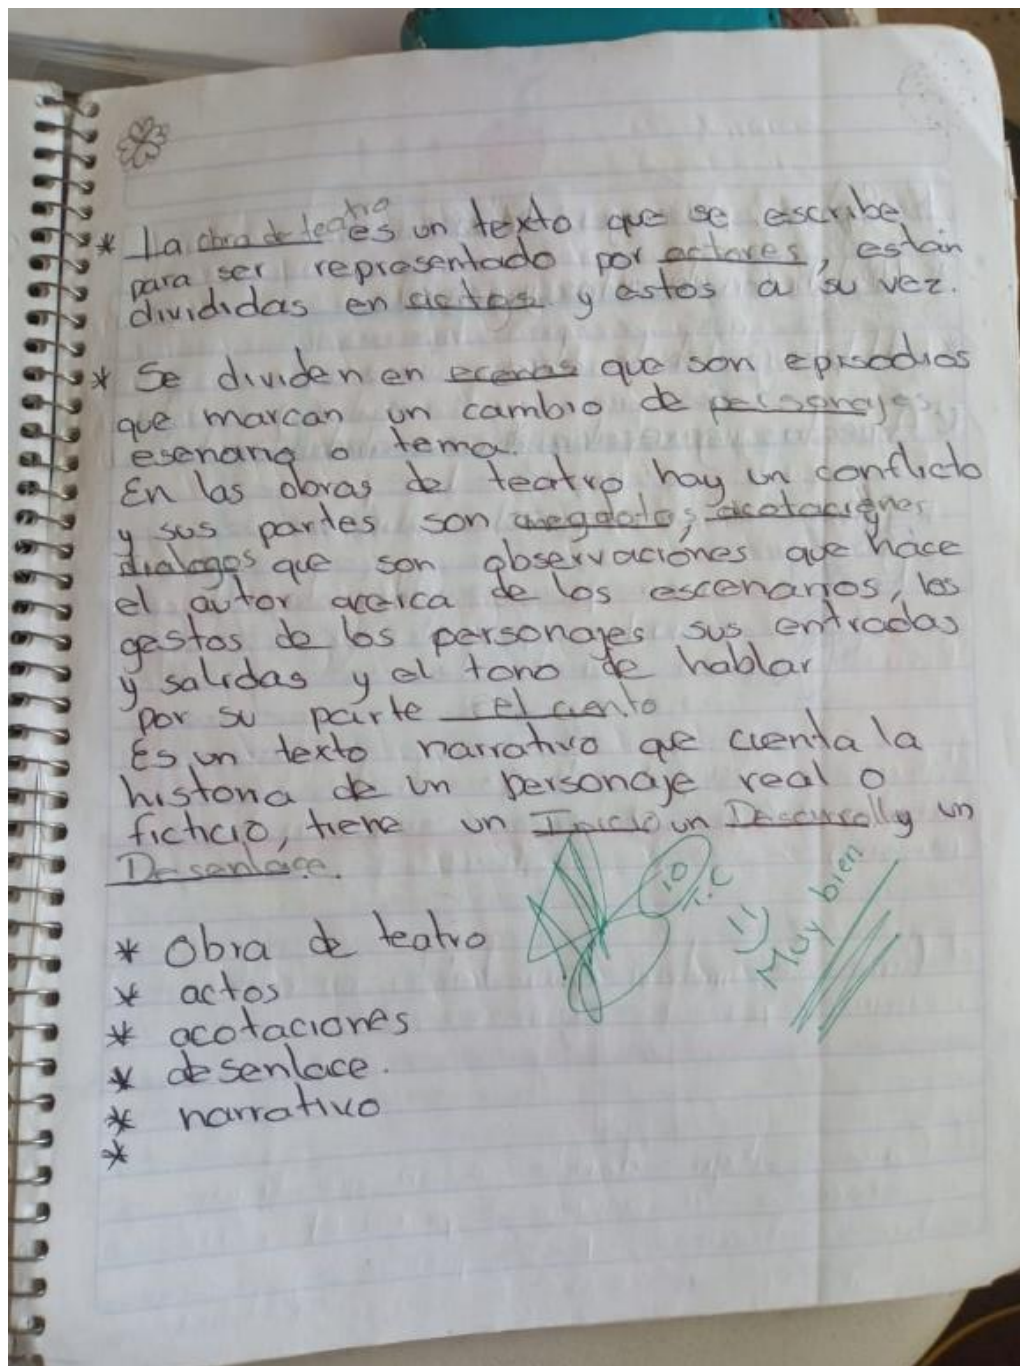 * La obra de teatro es un texto que se escribe
para ser representado por actores, están
divididas en actos y estos a su vez.
* Se dividen en ecenas que son episodios
que marcan un cambio de personajes,
esenario o tema.
En las obras de teatro hay un conflicto
y sus partes son acotaciones,
dialogos que son observaciónes que hace
el autor acerca de los escenarios, los
gestos de los personajes sus entradas
y salidas y el tono de hablar
por su parte el cuento
Es un texto narrativo que cuenta la
historia de un personaje real o
ficticio, tiene un Inicio un Desarrollo y un
Desenlace.
10
T.C
Muy bien
* Obra de teatro
* actos
* acotaciones
* desenlace.
* narrativo
*